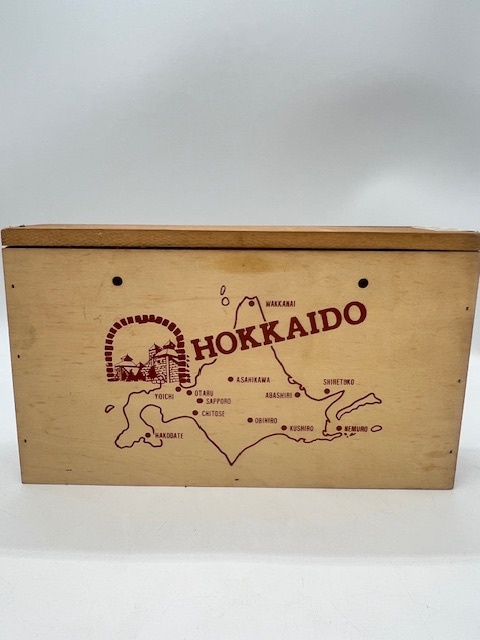 WAKKANAI
HOKKAIDO
ASAHIKAWA
SHIRETOKO
YOICHI
OTARU
ABASHIRI
SAPPORO
CHITOSE
OBIHIRO
KUSHIRO
NEMURO
HAKODATE